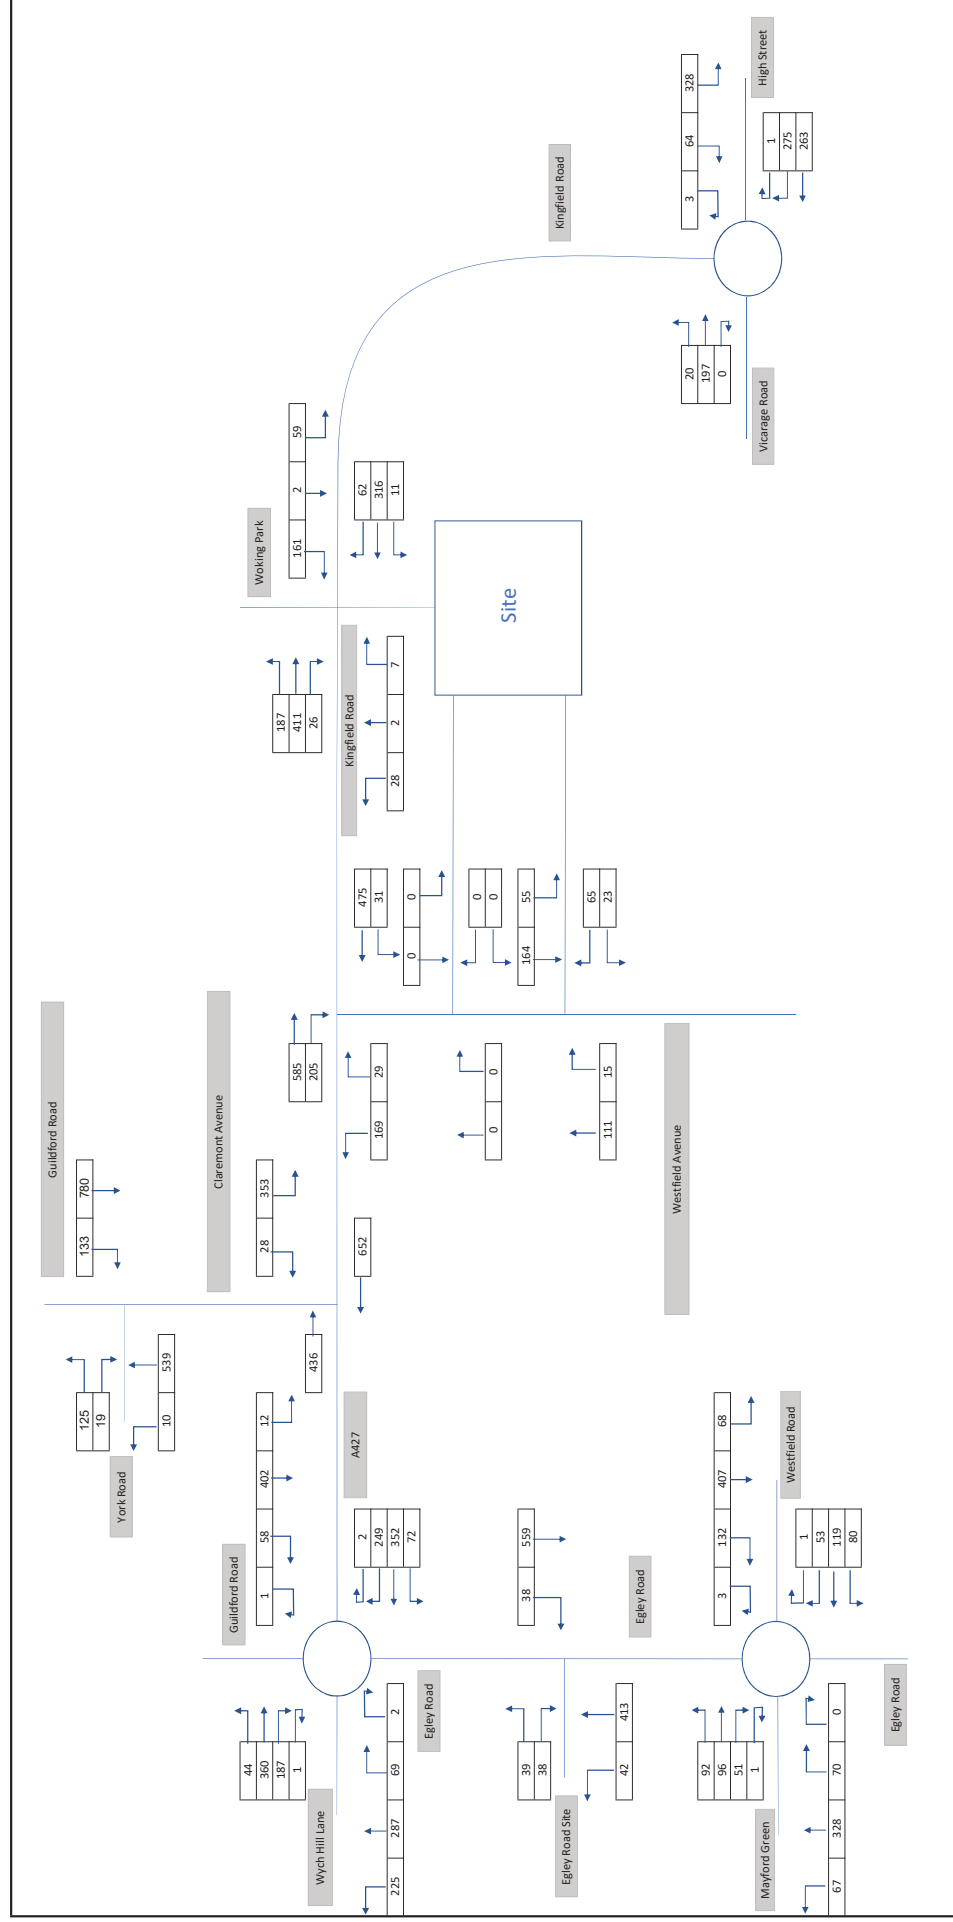 Guildford Road
133 780
York Road
125
19
10 539
Claremont Avenue
28 353
Guildford Road
1 58 402 12
Wych Hill Lane
44
360
187
1
436
A427
2
249
352
72
225 287 69 2
Egley Road
652
585
205
169 29
Woking Park
161 2 59
187
411
26
Kingfield Road
62
316
11
28 2 7
475
31
0 0
0
0
0 0
164 55
65
23
111 15
Site
Westfield Avenue
Kingfield Road
38 559
39
38
42 413
Egley Road Site
Egley Road
3 64 328
High Street
1
275
263
20
197
0
Vicarage Road
3 132 407 68
Westfield Road
1
53
119
80
92
96
51
1
Mayford Green
67 328 70 0
Egley Road